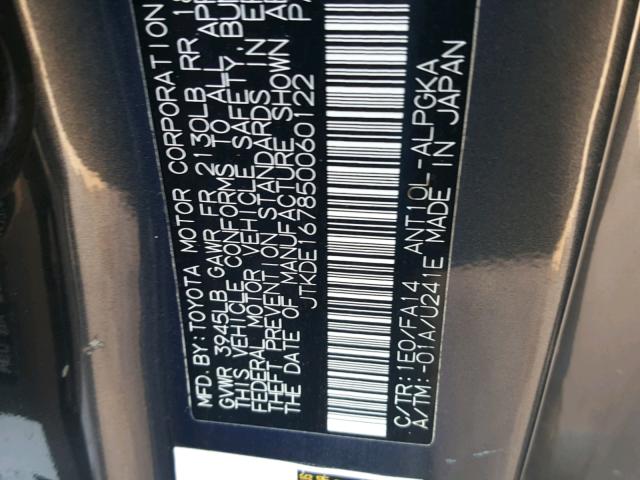 MFD. BY: TOYOTA MOTOR CORPORATION
GVWR 3945LB GAWR FR 2130LB RR
THIS VEHICLE CONFORMS TO ALL APP
FEDERAL MOTOR VEHICLE SAFETY, BU
THEFT PREVENTION STANDARDS IN E
THE DATE OF MANUFACTURE SHOWN A
JTKDE167850060122
C/TR: 1E0/FA14 ANT10L-ALPGKA
A/TM: -01A/U241E MADE IN JAPAN